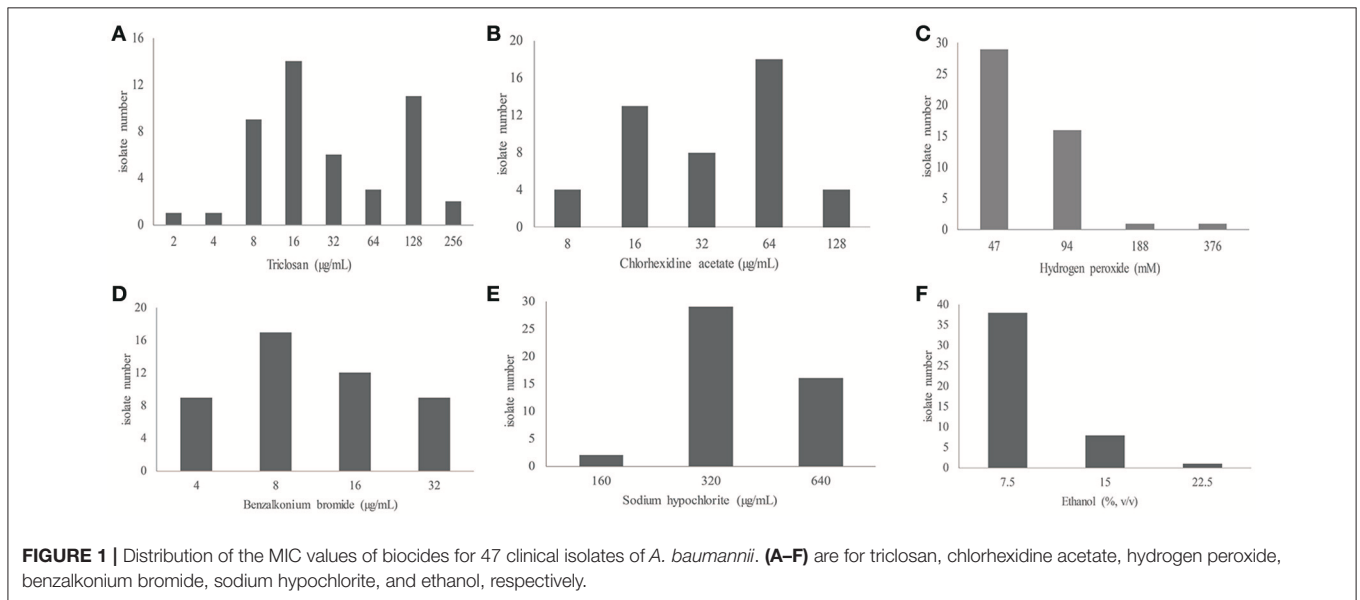 A
isolate number
16
12
8
4
0
2 4 8 16 32 64 128 256
Triclosan (μg/mL)
B
isolate number
20
16
12
8
4
0
8 16 32 64 128
Chlorhexidine acetate (μg/mL)
C
isolate number
30
25
20
15
10
5
0
47 94 188 376
Hydrogen peroxide (mM)
D
isolate number
20
16
12
8
4
0
4 8 16 32
Benzalkonium bromide (μg/mL)
E
isolate number
30
25
20
15
10
5
0
160 320 640
Sodium hypochlorite (μg/mL)
F
isolate number
40
35
30
25
20
15
10
5
0
7.5 15 22.5
Ethanol (%, v/v)
FIGURE 1 | Distribution of the MIC values of biocides for 47 clinical isolates of A. baumannii. (A–F) are for triclosan, chlorhexidine acetate, hydrogen peroxide,
benzalkonium bromide, sodium hypochlorite, and ethanol, respectively.